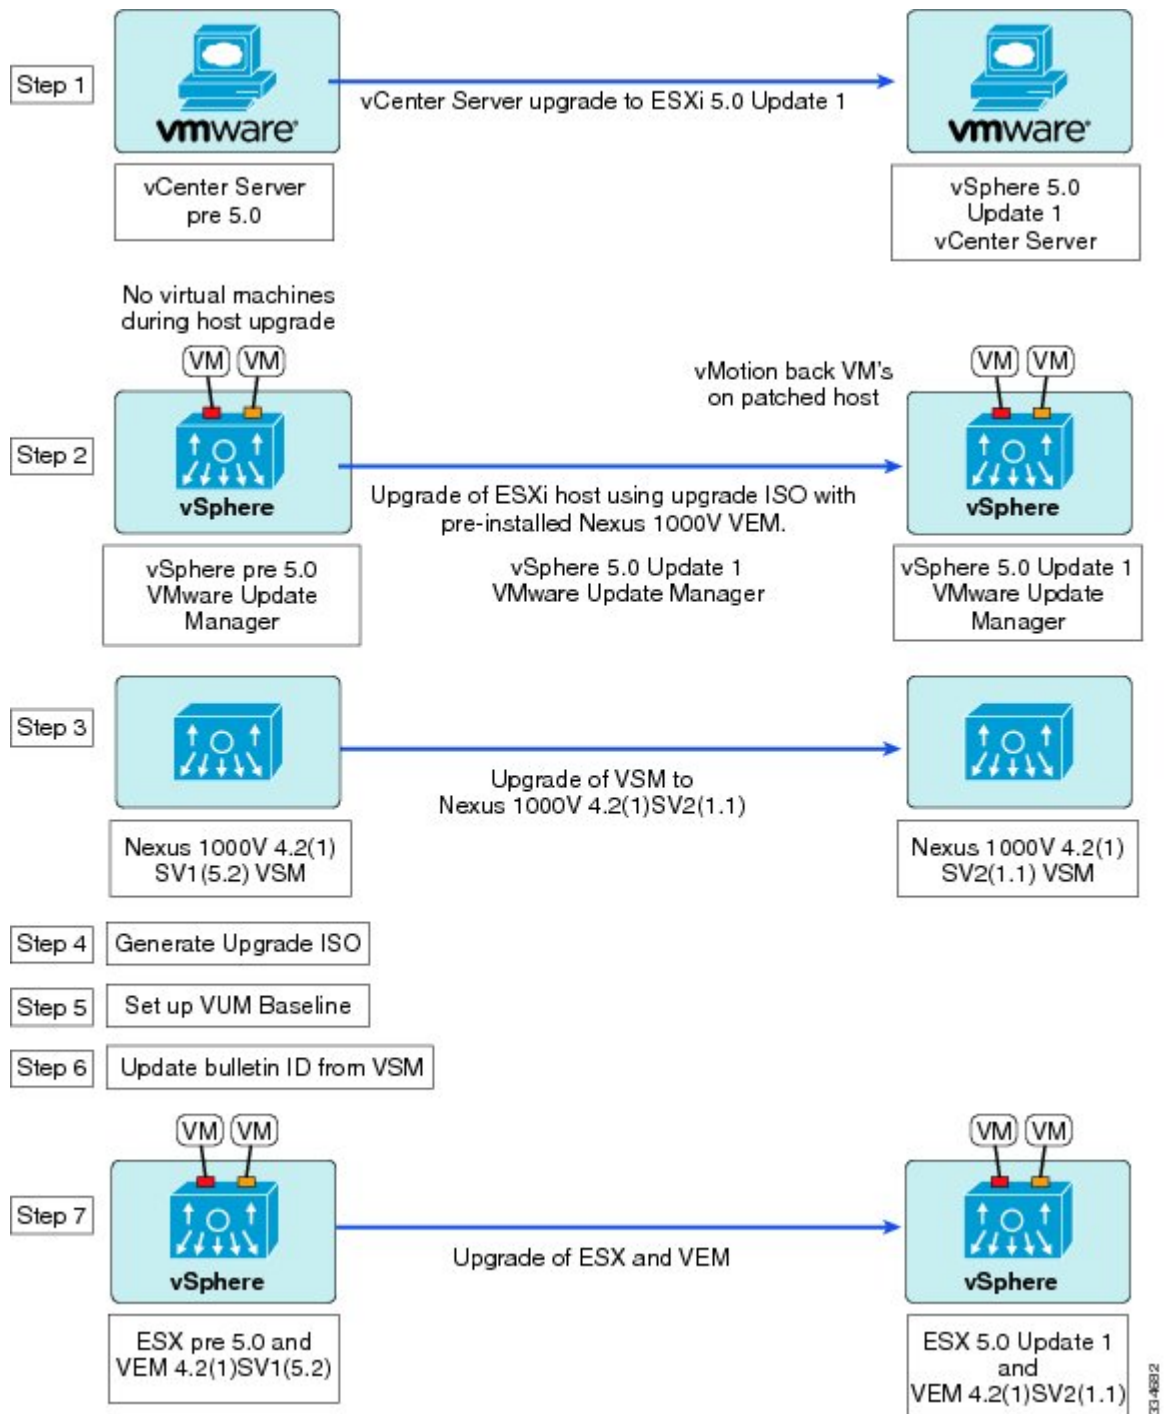 Step 1
vmware®
vCenter Server upgrade to ESXi 5.0 Update 1
vmware®
vCenter Server
pre 5.0
vSphere 5.0
Update 1
vCenter Server
No virtual machines
during host upgrade
VM VM
vMotion back VM's
on patched host
VM VM
Step 2
vSphere
Upgrade of ESXi host using upgrade ISO with
pre-installed Nexus 1000V VEM.
vSphere
vSphere pre 5.0
VMware Update
Manager
vSphere 5.0 Update 1
VMware Update Manager
vSphere 5.0 Update 1
VMware Update
Manager
Step 3
Upgrade of VSM to
Nexus 1000V 4.2(1)SV2(1.1)
Nexus 1000V 4.2(1)
SV1(5.2) VSM
Nexus 1000V 4.2(1)
SV2(1.1) VSM
Step 4 Generate Upgrade ISO
Step 5 Set up VUM Baseline
Step 6 Update bulletin ID from VSM
VM VM
VM VM
Step 7
vSphere
Upgrade of ESX and VEM
vSphere
ESX pre 5.0 and
VEM 4.2(1)SV1(5.2)
ESX 5.0 Update 1
and
VEM 4.2(1)SV2(1.1)
334682